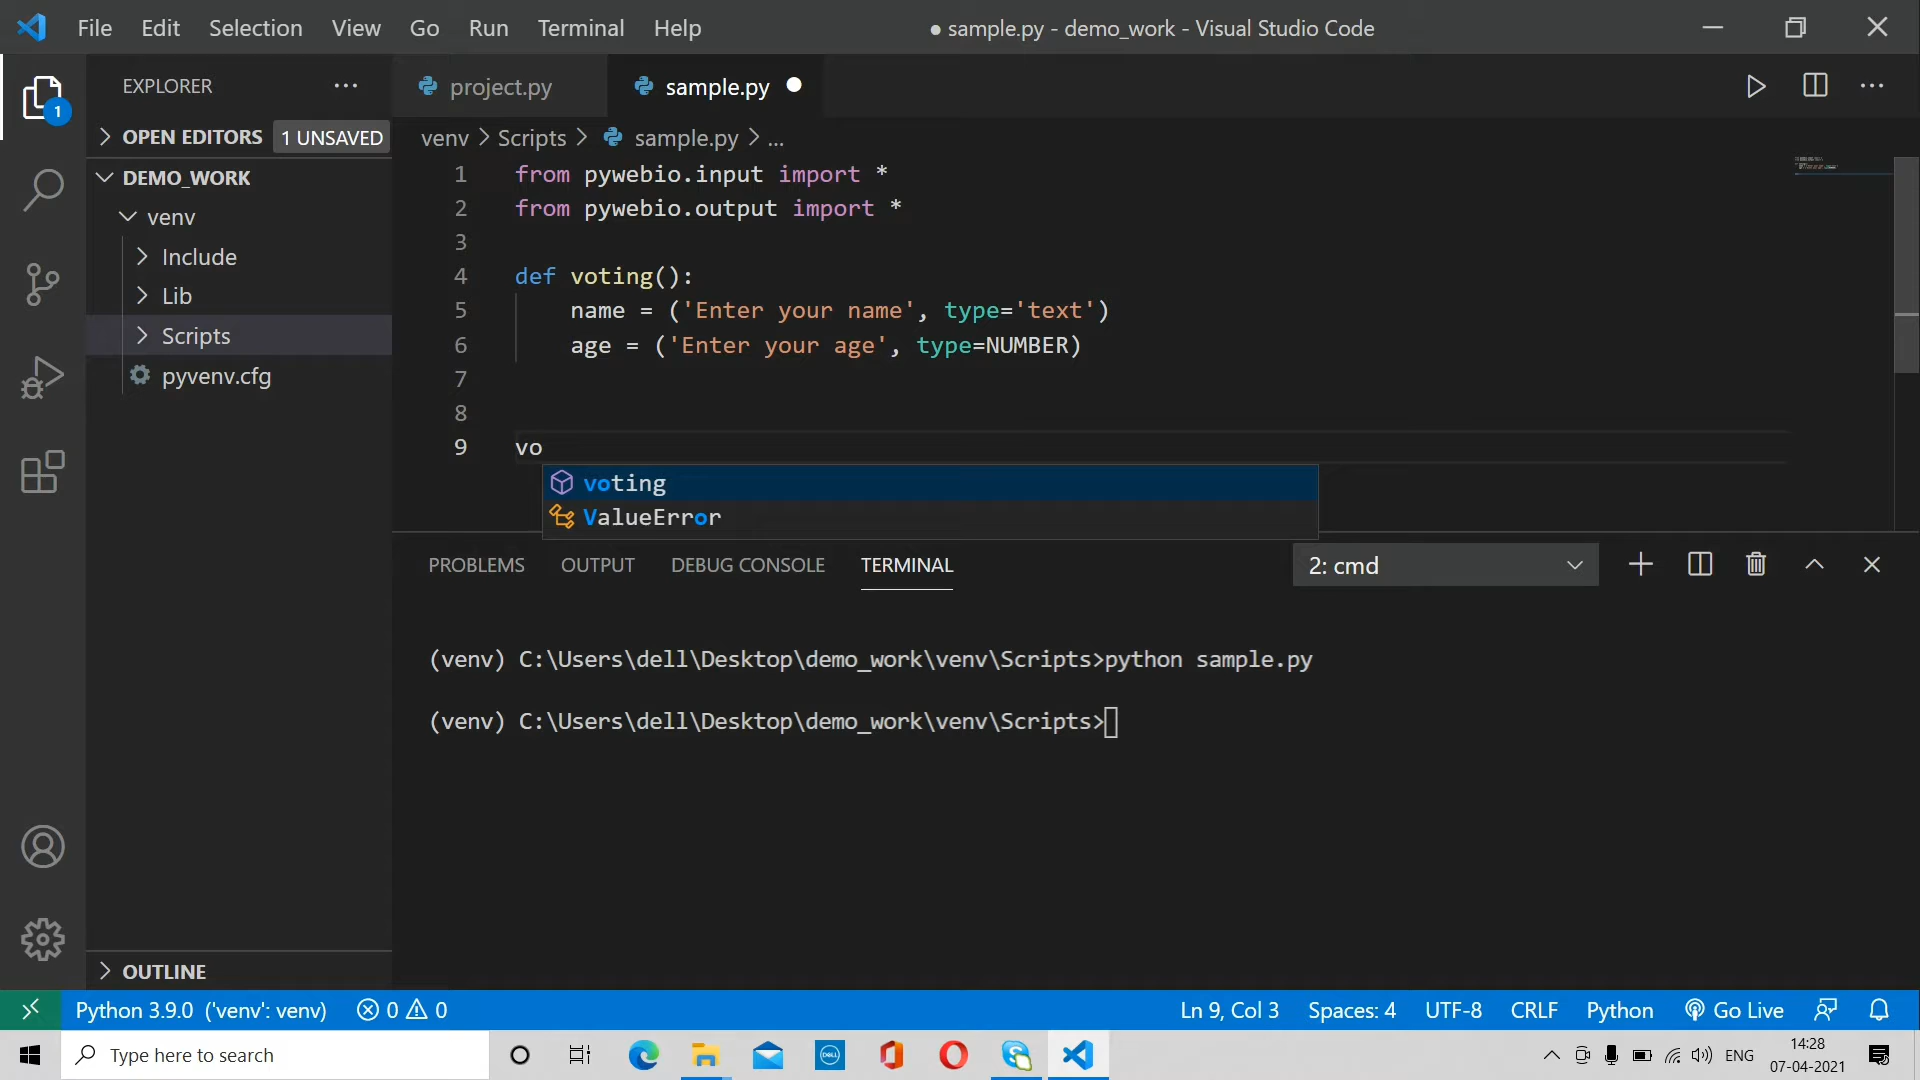 File Edit Selection View Go Run Terminal Help
● sample.py - demo_work - Visual Studio Code
EXPLORER
OPEN EDITORS 1 UNSAVED
DEMO_WORK
venv
Include
Lib
Scripts
pyvenv.cfg
OUTLINE
1
project.py sample.py
venv > Scripts > sample.py > ...
1 from pywebio.input import *
2 from pywebio.output import *
3
4 def voting():
5 name = ('Enter your name', type='text')
6 age = ('Enter your age', type=NUMBER)
7
8
9 vo
voting
ValueError
PROBLEMS OUTPUT DEBUG CONSOLE TERMINAL 2: cmd
(venv) C:\Users\dell\Desktop\demo_work\venv\Scripts>python sample.py
(venv) C:\Users\dell\Desktop\demo_work\venv\Scripts>
Python 3.9.0 ('venv': venv) 0 0 Ln 9, Col 3 Spaces: 4 UTF-8 CRLF Python Go Live
Type here to search
DELL
ENG
14:28
07-04-2021